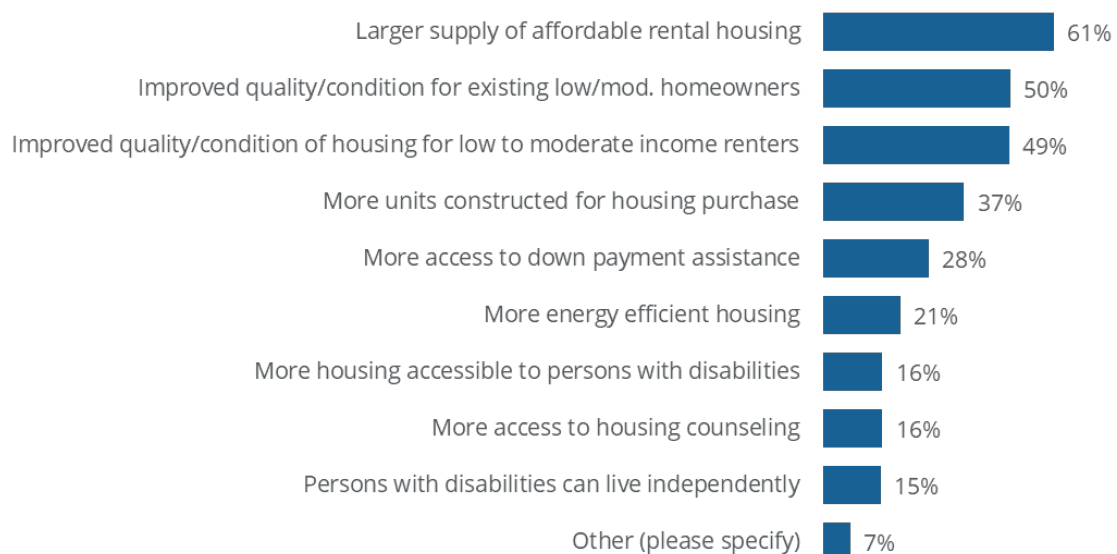 Larger supply of affordable rental housing 61%
Improved quality/condition for existing low/mod. homeowners 50%
Improved quality/condition of housing for low to moderate income renters 49%
More units constructed for housing purchase 37%
More access to down payment assistance 28%
More energy efficient housing 21%
More housing accessible to persons with disabilities 16%
More access to housing counseling 16%
Persons with disabilities can live independently 15%
Other (please specify) 7%